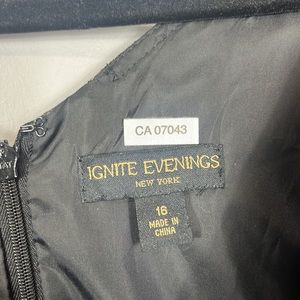 CA 07043
IGNITE EVENINGS
NEW YORK
16
MADE IN
CHINA